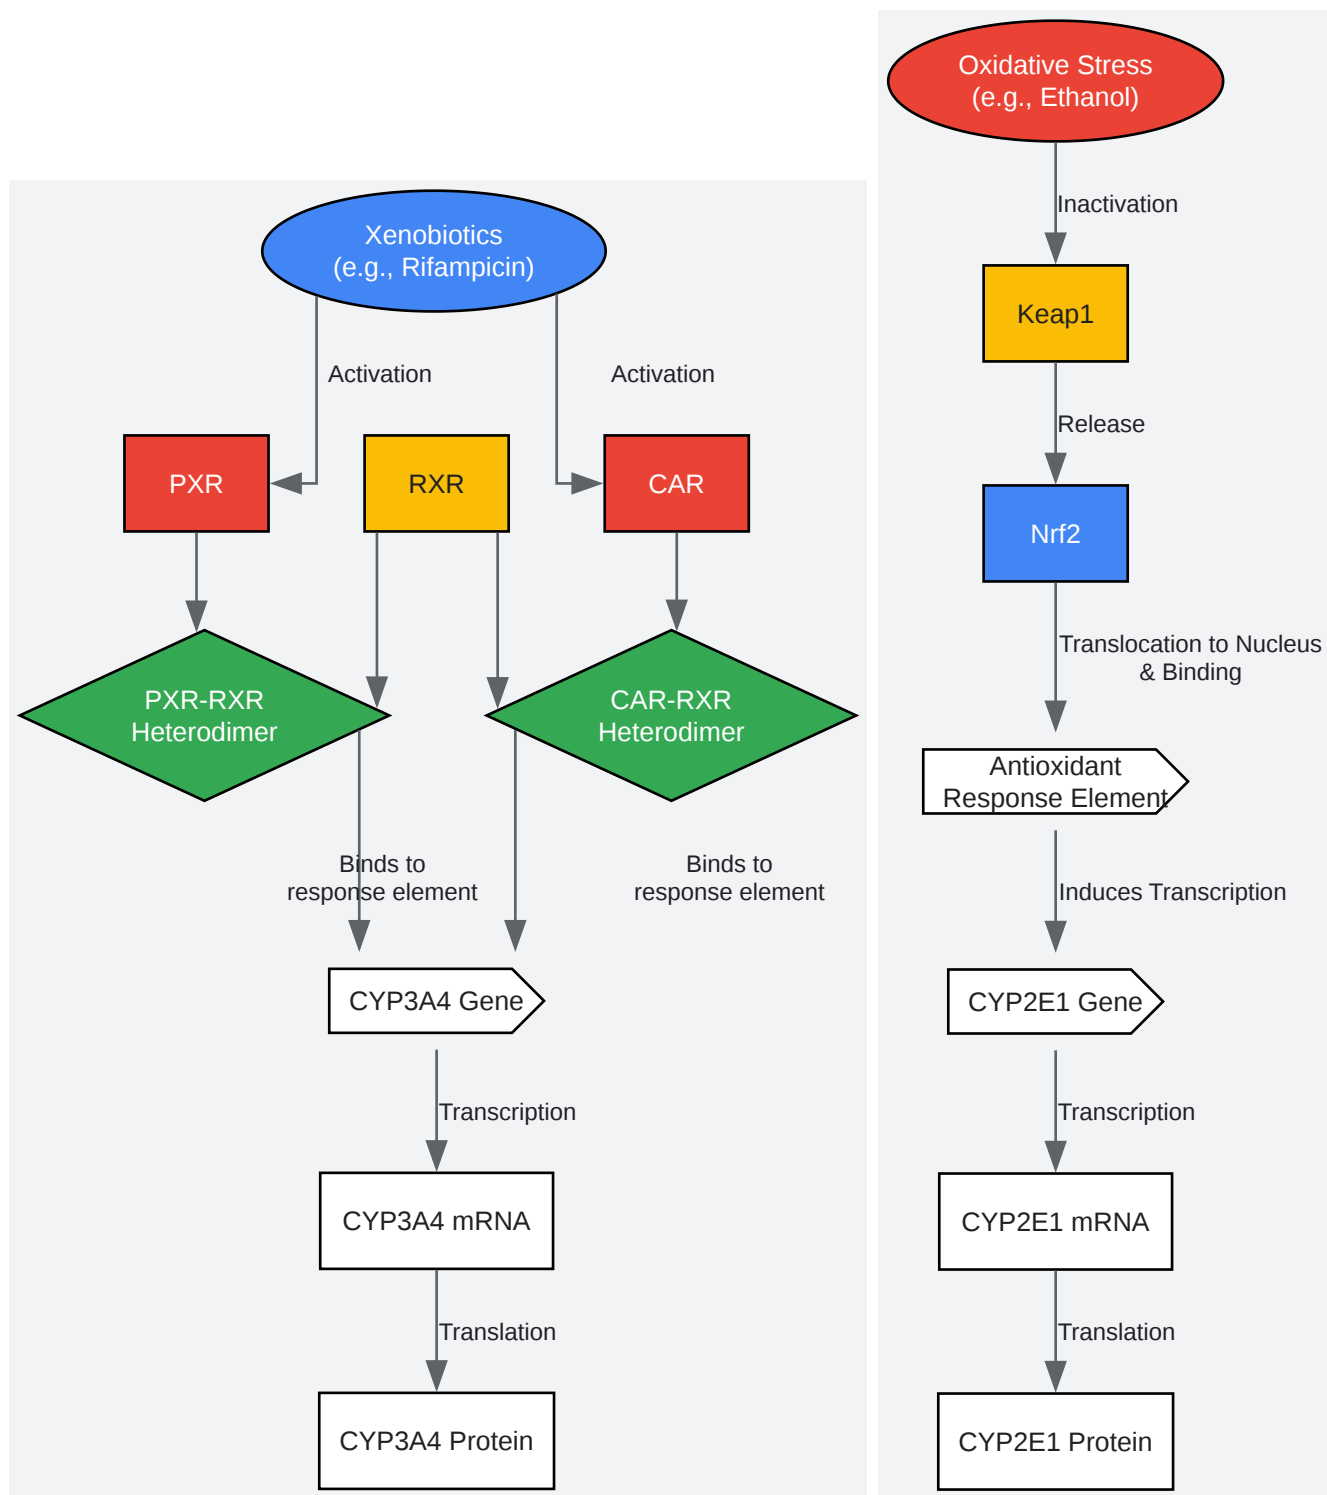 Xenobiotics
(e.g., Rifampicin)
Activation
Activation
PXR
RXR
CAR
PXR-RXR
Heterodimer
CAR-RXR
Heterodimer
Binds to
response element
Binds to
response element
CYP3A4 Gene
Transcription
CYP3A4 mRNA
Translation
CYP3A4 Protein
Oxidative Stress
(e.g., Ethanol)
Inactivation
Keap1
Release
Nrf2
Translocation to Nucleus
& Binding
Antioxidant
Response Element
Induces Transcription
CYP2E1 Gene
Transcription
CYP2E1 mRNA
Translation
CYP2E1 Protein